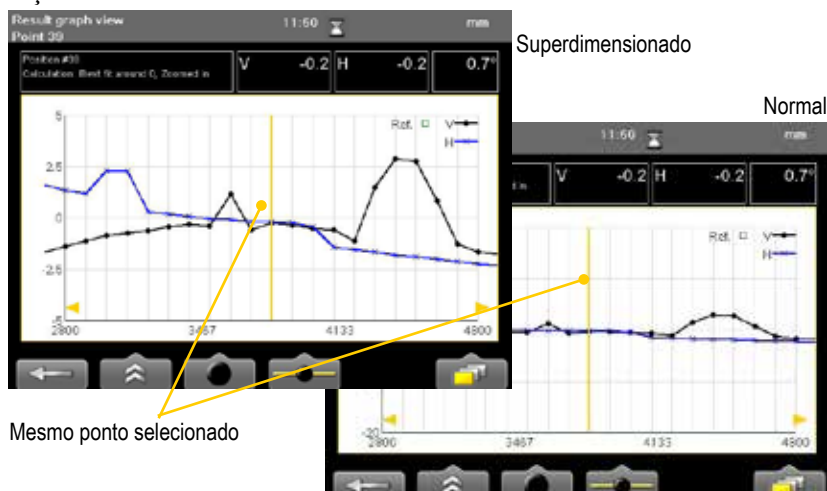 Result graph view 11:50 mm
Point 39
Superdimensionado
Calculation: Best fit around 0, Zoomed in
V -0.2 H -0.2 0.7°
5
Ref. V
H
2.5
0
-2.5
-5
2800 3467 4133 4800
Normal
11:50 mm
V -0.2 H -0.2 0.7°
Ref. V
H
-20
2800 3467 4133 4800
Mesmo ponto selecionado